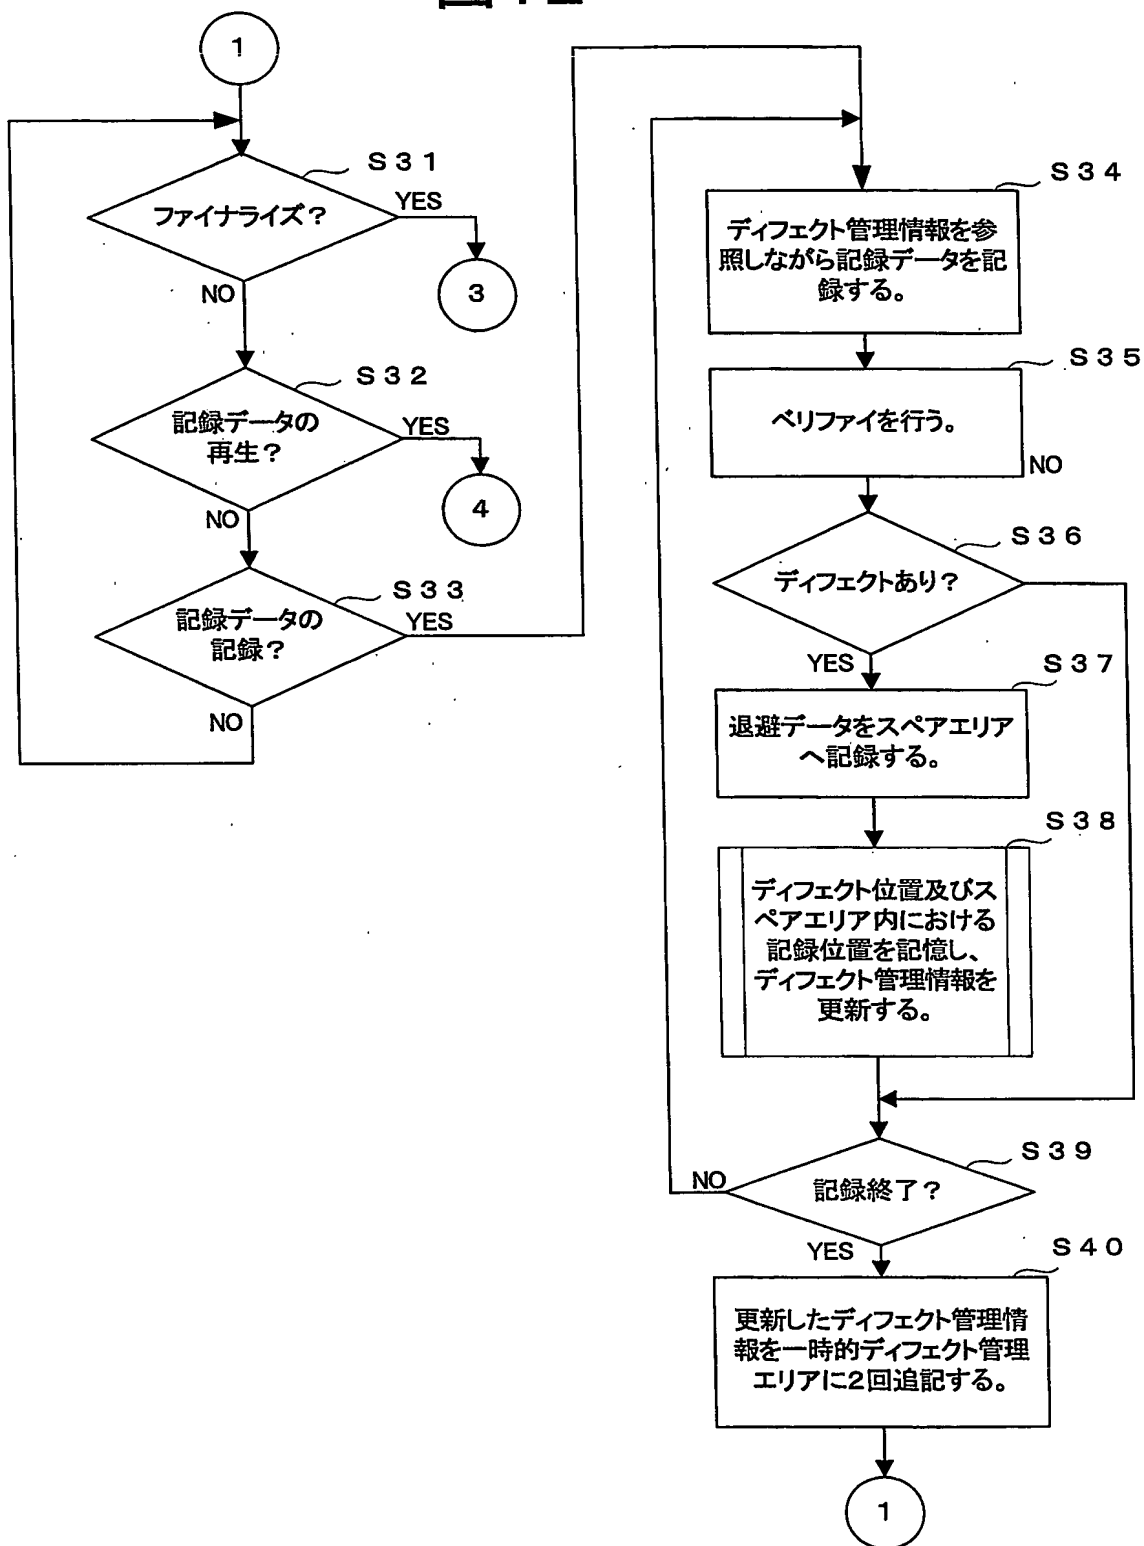 1
S31
ファイナライズ？
YES
3
NO
S32
記録データの
再生？
YES
4
NO
S33
記録データの
記録？
YES
NO
S34
ディフェクト管理情報を参
照しながら記録データを記
録する。
S35
ベリファイを行う。
NO
S36
ディフェクトあり？
YES
S37
退避データをスペアエリア
へ記録する。
S38
ディフェクト位置及びス
ペアエリア内における
記録位置を記憶し、
ディフェクト管理情報を
更新する。
S39
NO
記録終了？
YES
S40
更新したディフェクト管理情
報を一時的ディフェクト管理
エリアに2回追記する。
1